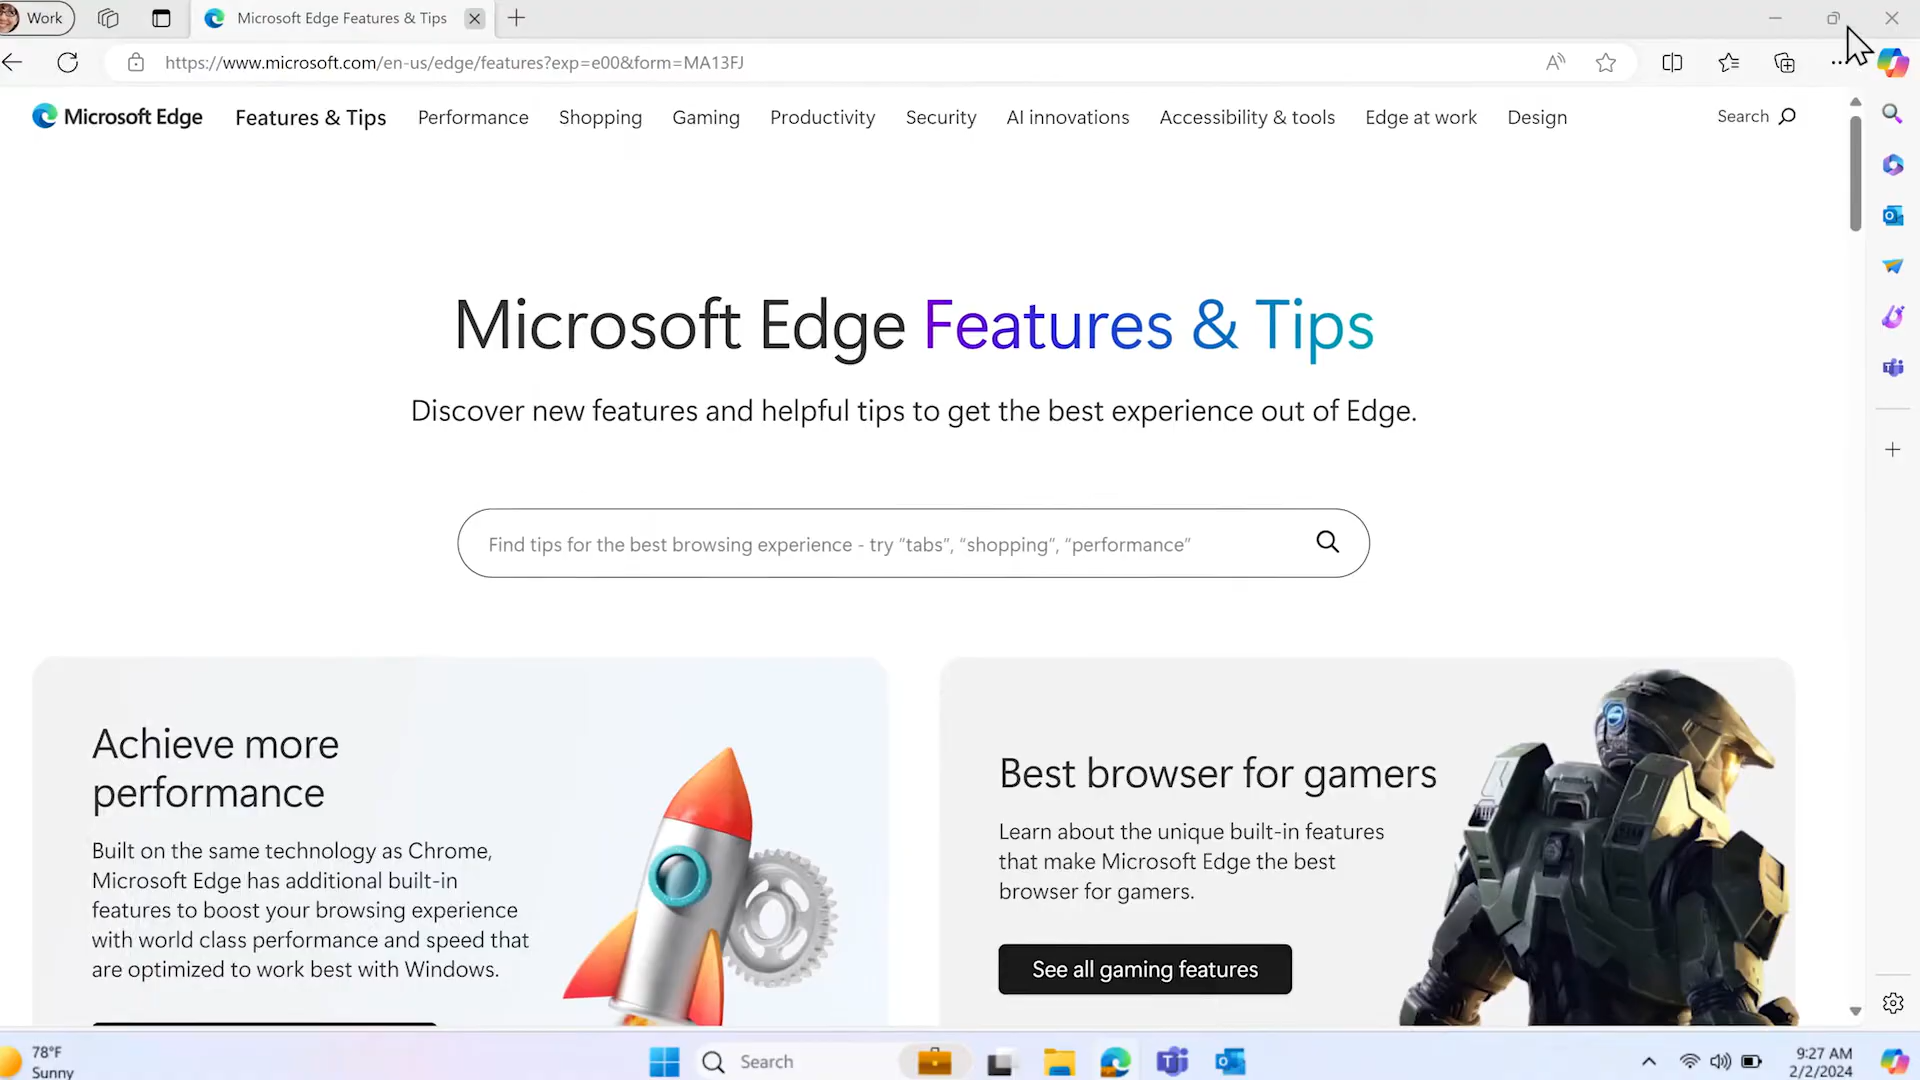 Work
Microsoft Edge Features & Tips
https://www.microsoft.com/en-us/edge/features?exp=e00&form=MA13FJ
Microsoft Edge Features & Tips Performance Shopping Gaming Productivity Security AI innovations Accessibility & tools Edge at work Design Search
Microsoft Edge Features & Tips
Discover new features and helpful tips to get the best experience out of Edge.
Find tips for the best browsing experience - try “tabs”, “shopping”, “performance”
Achieve more
performance
Built on the same technology as Chrome,
Microsoft Edge has additional built-in
features to boost your browsing experience
with world class performance and speed that
are optimized to work best with Windows.
Best browser for gamers
Learn about the unique built-in features
that make Microsoft Edge the best
browser for gamers.
See all gaming features
78°F
Sunny
Search
9:27 AM
2/2/2024